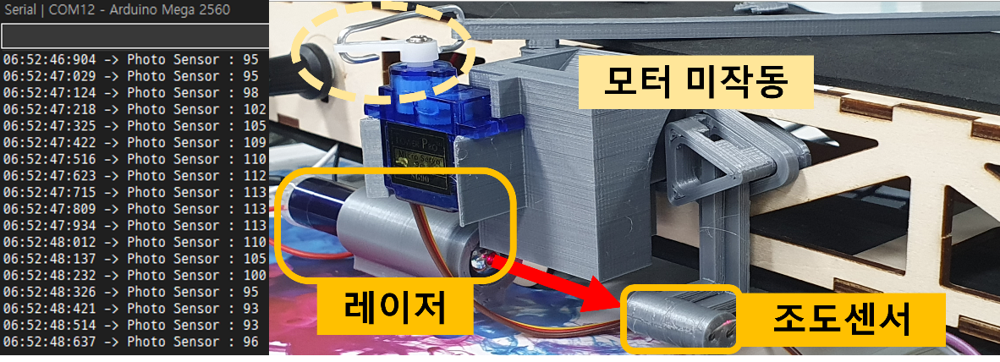 Serial | COM12 - Arduino Mega 2560
06:52:46:904 -> Photo Sensor : 95
06:52:47:029 -> Photo Sensor : 95
06:52:47:124 -> Photo Sensor : 98
06:52:47:218 -> Photo Sensor : 102
06:52:47:325 -> Photo Sensor : 105
06:52:47:422 -> Photo Sensor : 109
06:52:47:516 -> Photo Sensor : 110
06:52:47:623 -> Photo Sensor : 112
06:52:47:715 -> Photo Sensor : 113
06:52:47:809 -> Photo Sensor : 113
06:52:47:934 -> Photo Sensor : 113
06:52:48:012 -> Photo Sensor : 110
06:52:48:137 -> Photo Sensor : 105
06:52:48:232 -> Photo Sensor : 100
06:52:48:326 -> Photo Sensor : 95
06:52:48:421 -> Photo Sensor : 93
06:52:48:514 -> Photo Sensor : 93
06:52:48:637 -> Photo Sensor : 96
모터 미작동
Micro Servo
SG90
레이저
조도센서